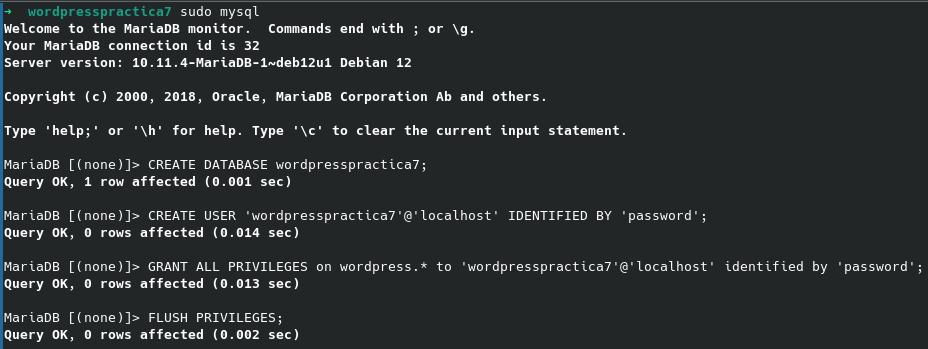 → wordpresspractica7 sudo mysql
Welcome to the MariaDB monitor.  Commands end with ; or \g.
Your MariaDB connection id is 32
Server version: 10.11.4-MariaDB-1~deb12u1 Debian 12
Copyright (c) 2000, 2018, Oracle, MariaDB Corporation Ab and others.
Type 'help;' or '\h' for help. Type '\c' to clear the current input statement.
MariaDB [(none)]> CREATE DATABASE wordpresspractica7;
Query OK, 1 row affected (0.001 sec)
MariaDB [(none)]> CREATE USER 'wordpresspractica7'@'localhost' IDENTIFIED BY 'password';
Query OK, 0 rows affected (0.014 sec)
MariaDB [(none)]> GRANT ALL PRIVILEGES on wordpress.* to 'wordpresspractica7'@'localhost' identified by 'password';
Query OK, 0 rows affected (0.013 sec)
MariaDB [(none)]> FLUSH PRIVILEGES;
Query OK, 0 rows affected (0.002 sec)